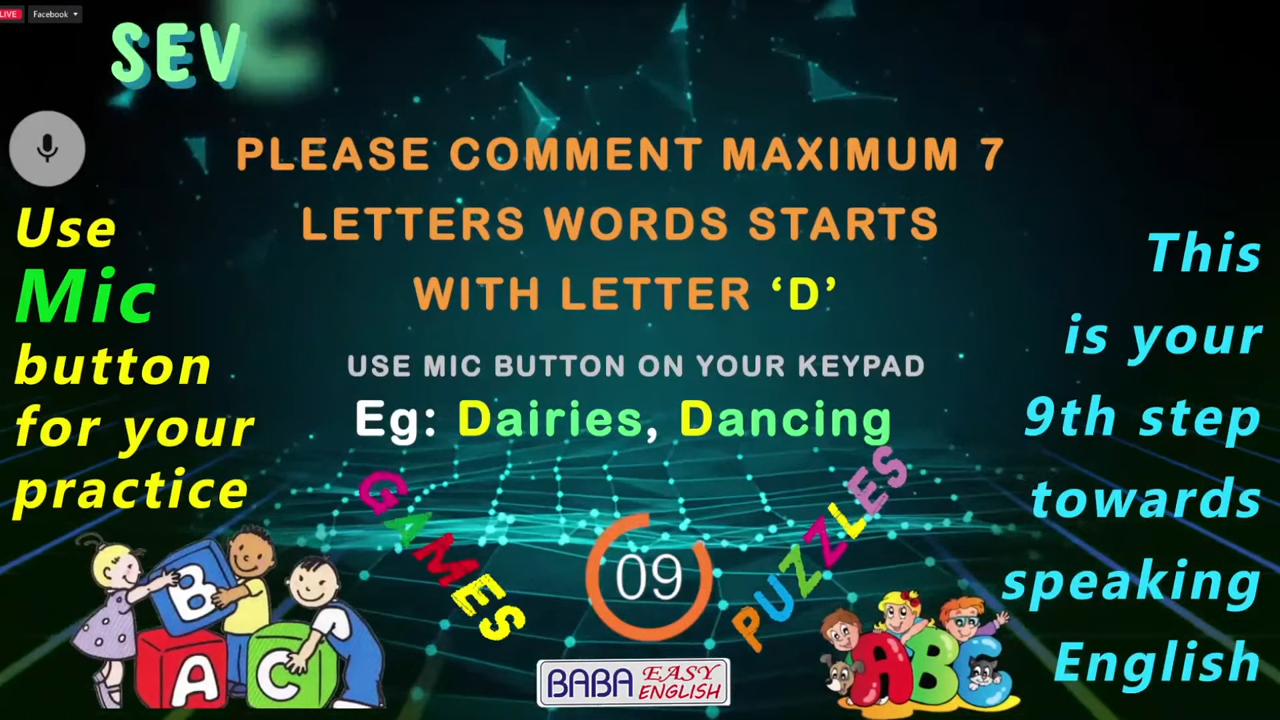 LIVE
Facebook
SEV
PLEASE COMMENT MAXIMUM 7
LETTERS WORDS STARTS
WITH LETTER ‘D’
USE MIC BUTTON ON YOUR KEYPAD
Eg: Dairies, Dancing
Use
Mic
button
for your
practice
This
is your
9th step
towards
speaking
English
GAMES
09
PUZZLES
B
A C
BABA EASY ENGLISH
ABC